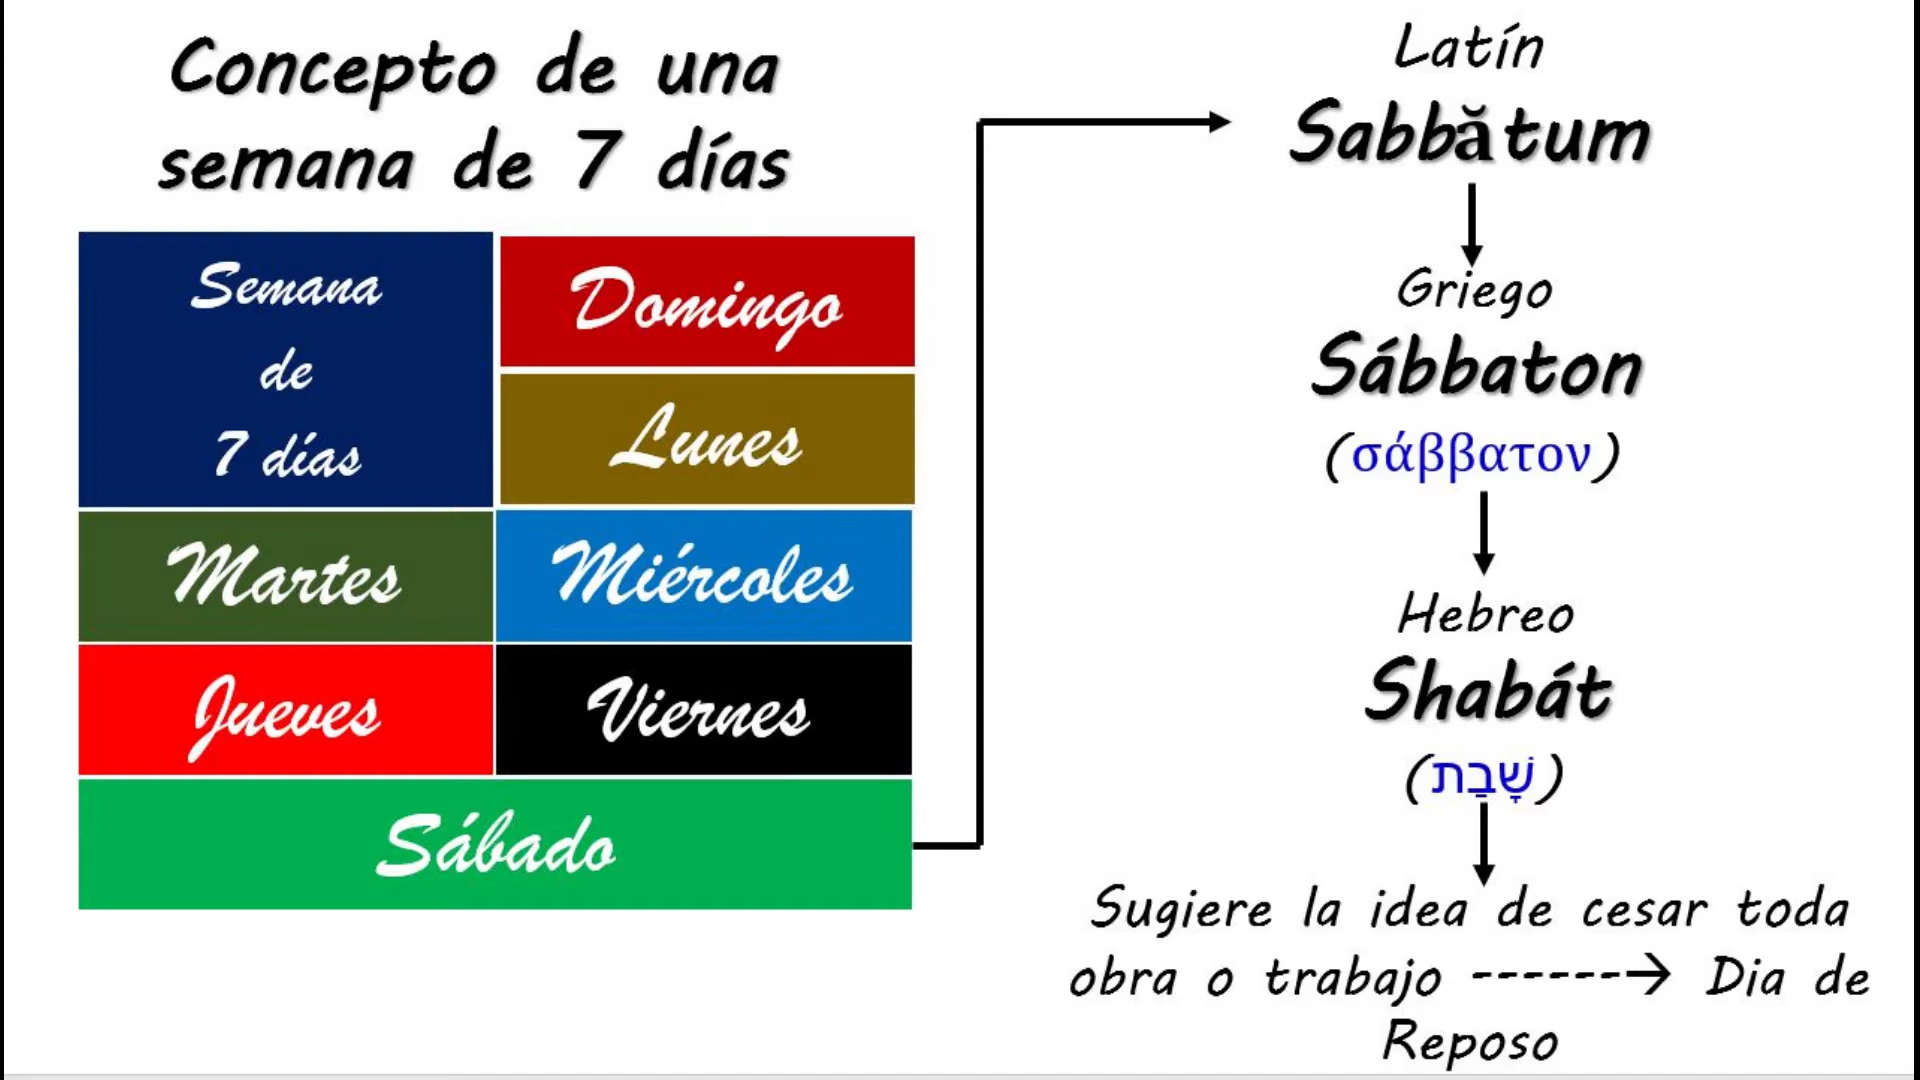 Concepto de una
semana de 7 días
Semana
de
7 días
Domingo
Lunes
Martes
Miércoles
Jueves
Viernes
Sábado
Latín
Sabbătum
Griego
Sábbaton
(σάββατον)
Hebreo
Shabát
(שָׁבַת)
Sugiere la idea de cesar toda
obra o trabajo ------→ Dia de
Reposo